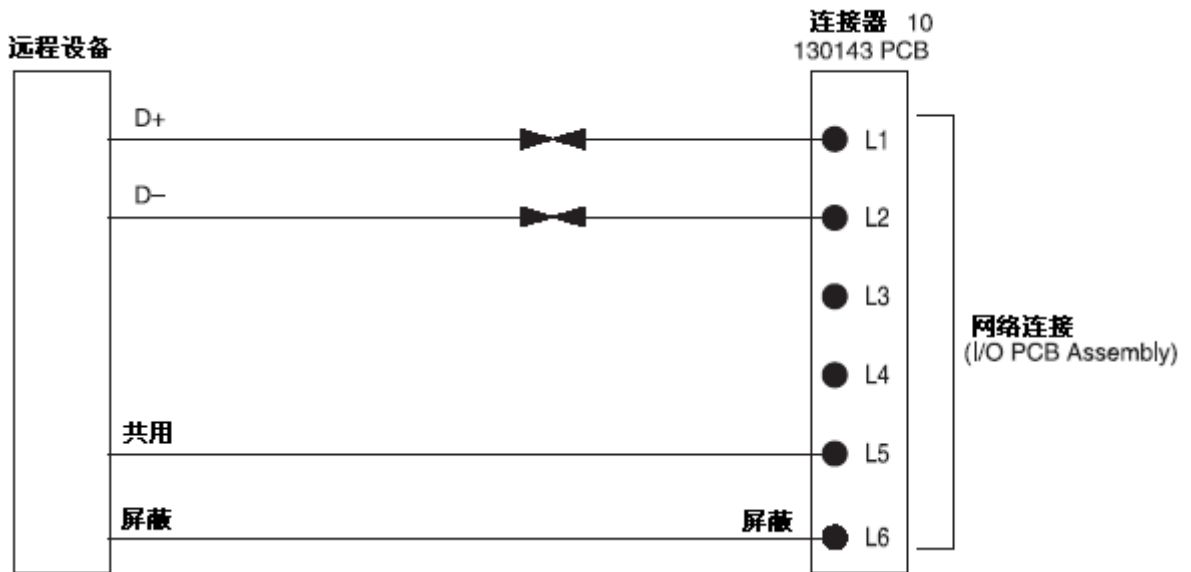 远程设备
连接器 10
130143 PCB
D+
L1
D–
L2
L3
网络连接
(I/O PCB Assembly)
L4
共用
L5
屏蔽
屏蔽
L6